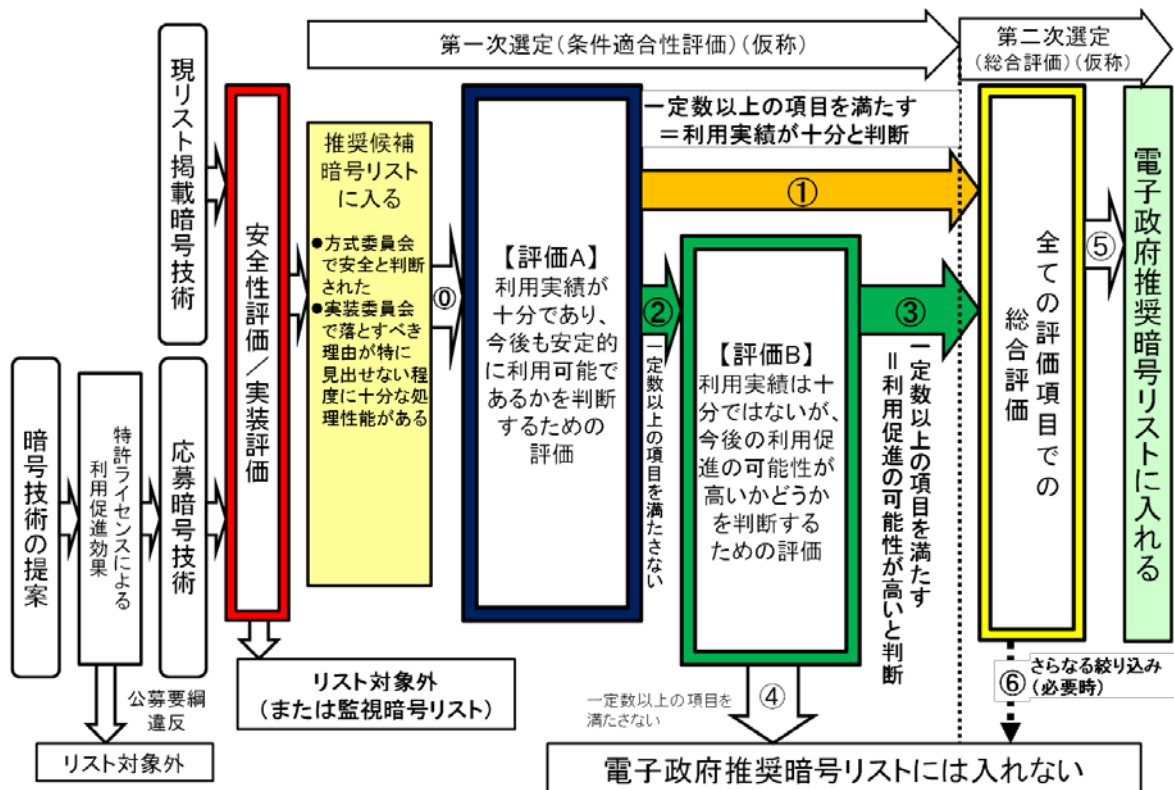 第一次選定(条件適合性評価)(仮称)
第二次選定
(総合評価)(仮称)
現リスト掲載暗号技術
暗号技術の提案
特許ライセンスによる
利用促進効果
応募暗号技術
公募要綱
違反
リスト対象外
安全性評価/実装評価
リスト対象外
(または監視暗号リスト)
推奨候補
暗号リスト
に入る
●方式委員会
で安全と判断
された
●実装委員会
で落とすべき
理由が特に
見出せない程
度に十分な処
理性能がある
⓪
【評価A】
利用実績が
十分であり、
今後も安定的
に利用可能で
あるかを判断
するための
評価
一定数以上の項目を満たす
=利用実績が十分と判断
①
②
一定数以上の項目を満たさない
【評価B】
利用実績は十
分ではないが、
今後の利用促
進の可能性が
高いかどうか
を判断する
ための評価
③
一定数以上の項目を満たす
=利用促進の可能性が高いと判断
一定数以上の項目を
満たさない
④
全ての評価項目での
総合評価
⑤
電子政府推奨暗号リストに入れる
⑥
さらなる絞り込み
(必要時)
電子政府推奨暗号リストには入れない